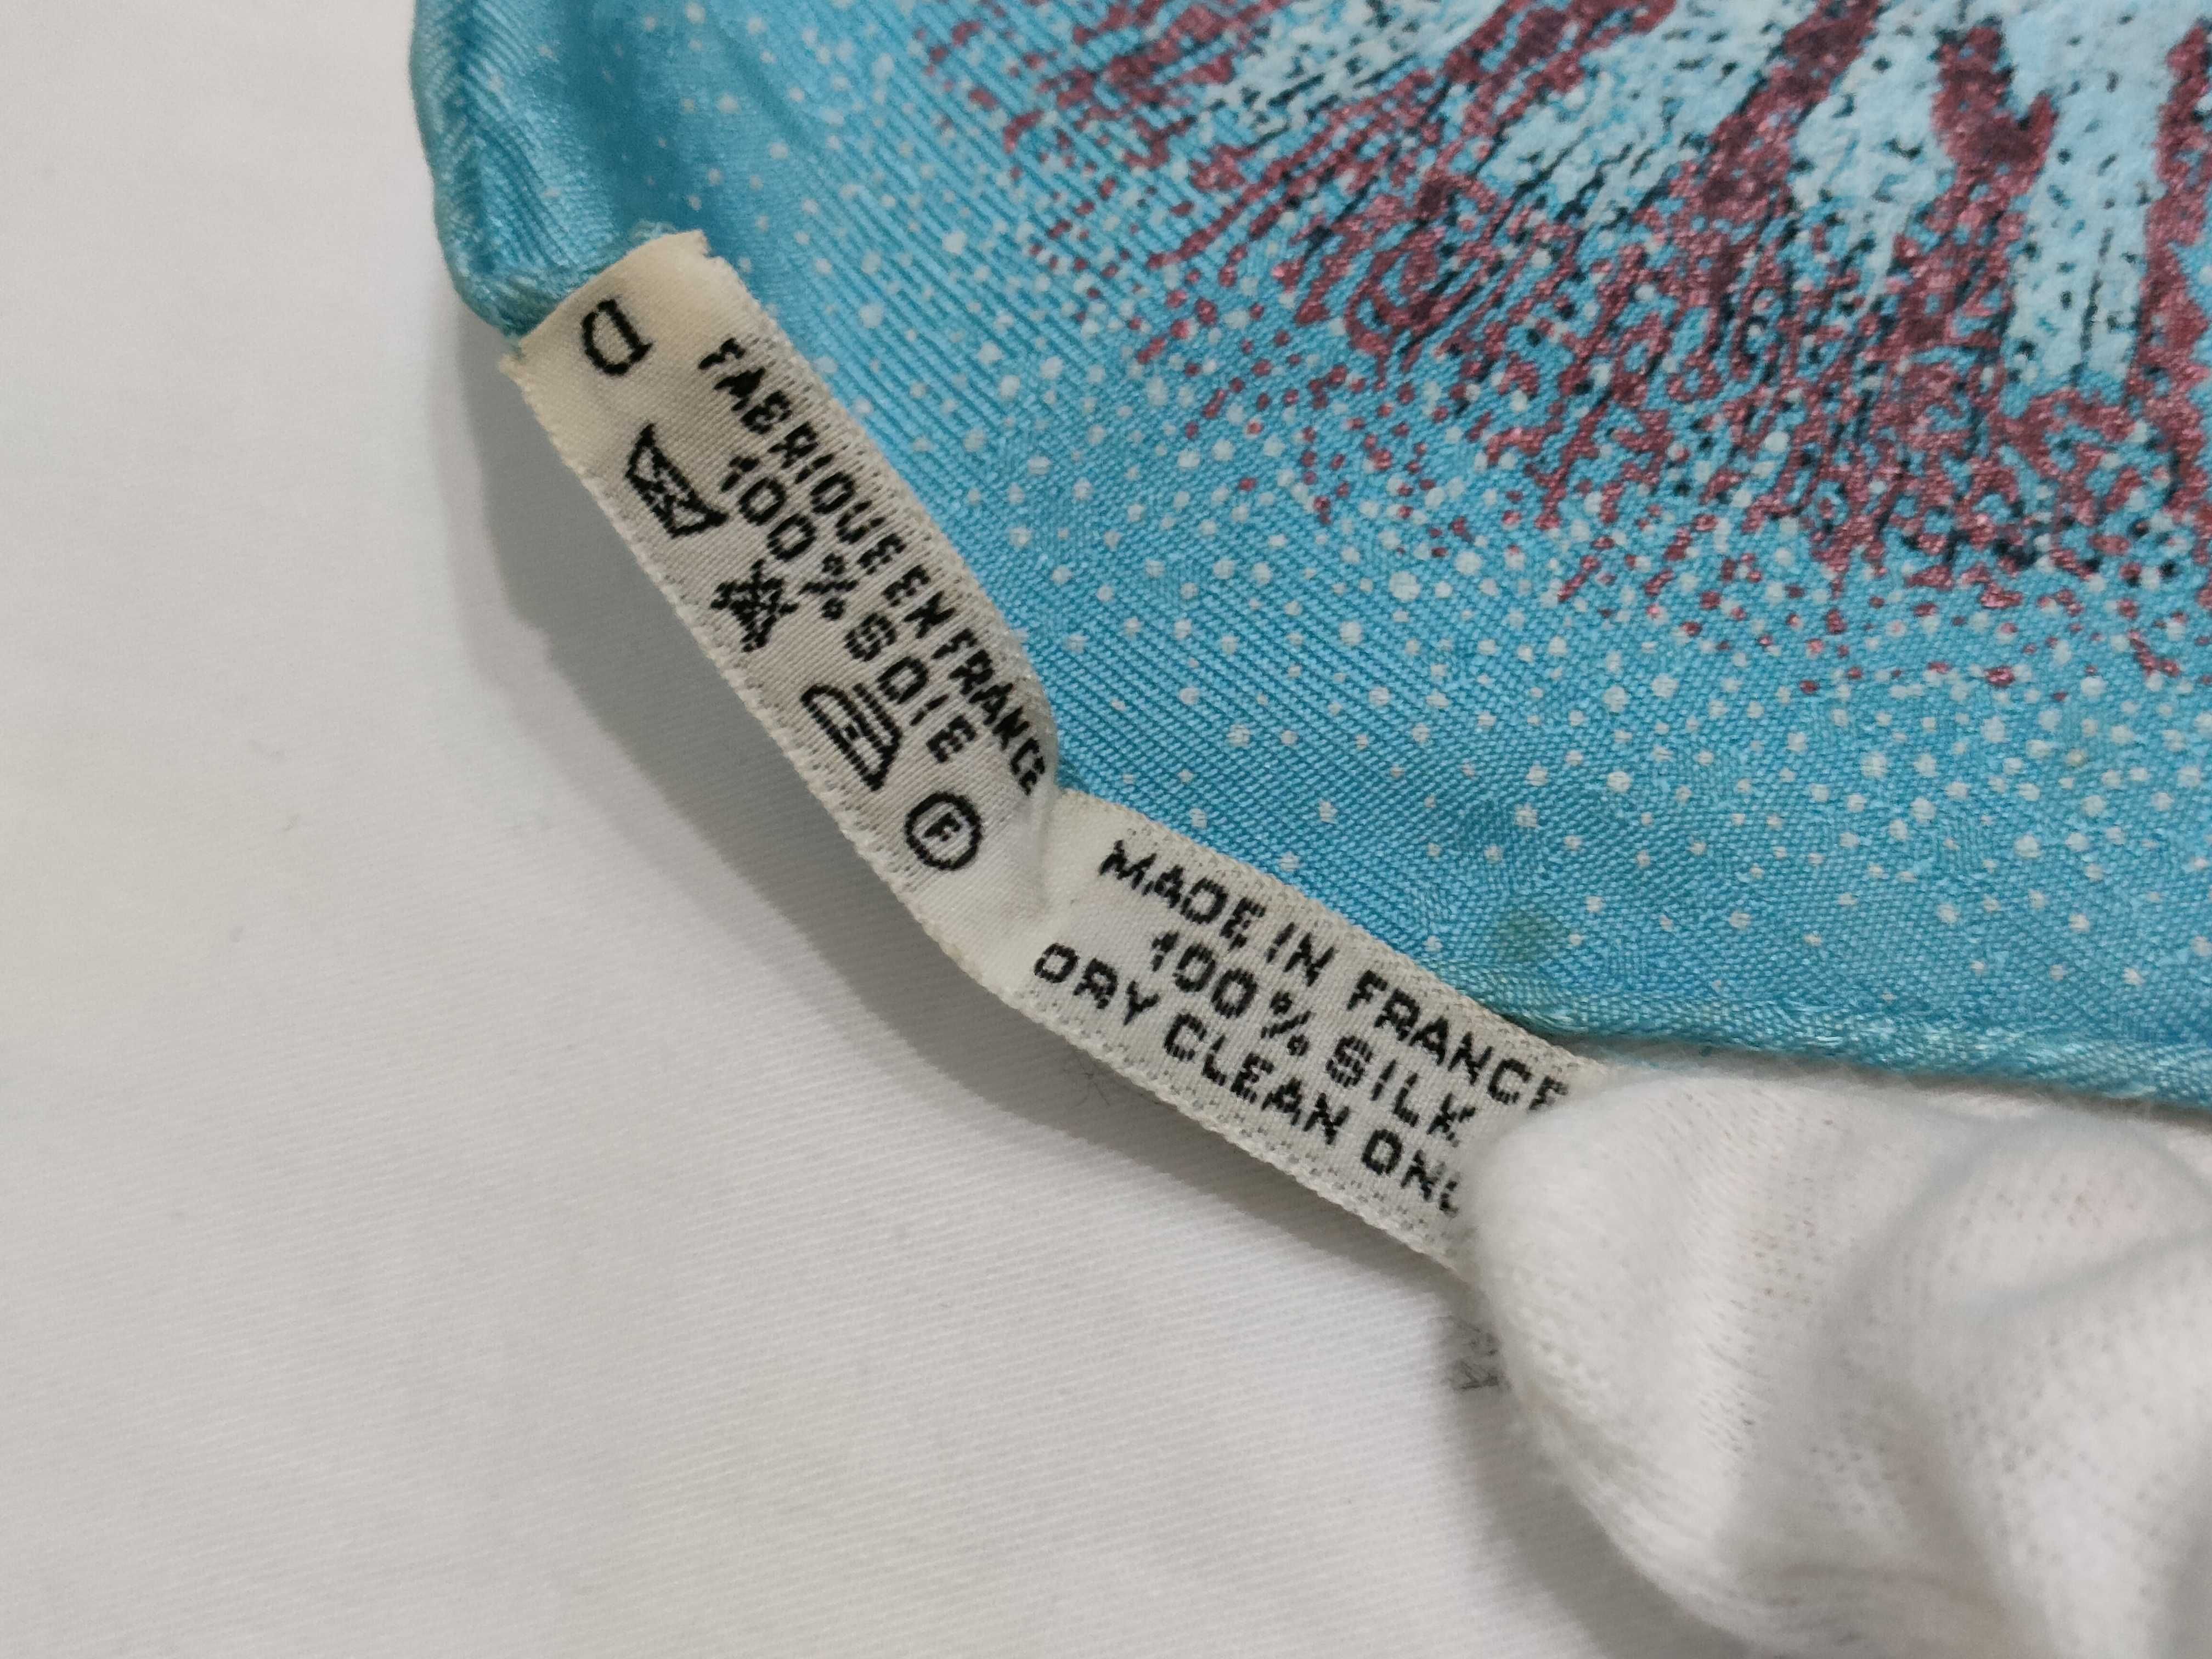 D
FABRIQUE EN FRANCE
100% SOIE
F
MADE IN FRANCE
100% SILK
DRY CLEAN ONL